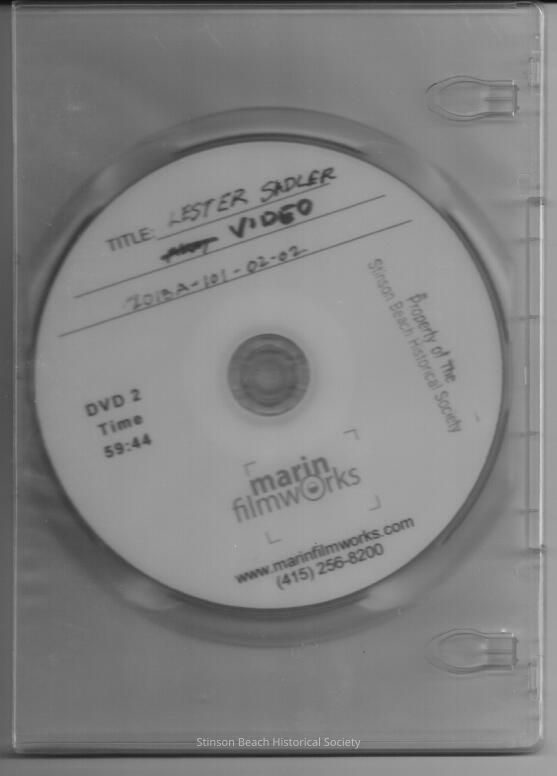 TITLE: LESTER SADLER
VIDEO
2013A-101-02-02
Property of The
Stinson Beach Historical Society
DVD 2
Time
59:44
marin
filmworks
www.marinfilmworks.com
(415) 256-8200
Stinson Beach Historical Society